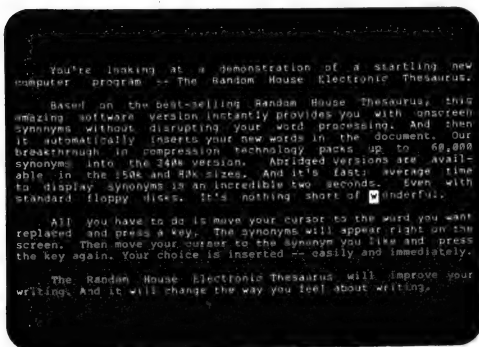 You're looking at a demonstration of a startling new
computer program -- The Random House Electronic Thesaurus.
Based on the best-selling Random House Thesaurus, this
amazing software version instantly provides you with onscreen
synonyms without disrupting your word processing. And then
it automatically inserts your new words in the document. Our
breakthrough in compression technology packs up to 60,000
synonyms into the 240k version. Abridged versions are avail-
able in the 150k and 80k sizes. And it's fast: average time
to display synonyms is an incredible two seconds. Even with
standard floppy disks. It's nothing short of wonderful.
All you have to do is move your cursor to the word you want
replaced and press a key. The synonyms will appear right on the
screen. Then move your cursor to the synonym you like and press
the key again. Your choice is inserted -- easily and immediately.
The Random House Electronic Thesaurus will improve your
writing. And it will change the way you feel about writing.